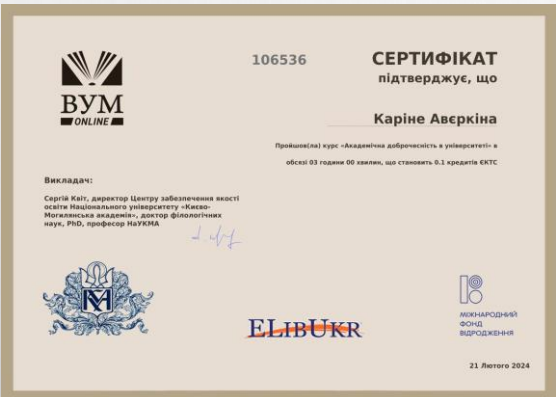 ВУМ
ONLINE
106536
СЕРТИФІКАТ
підтверджує, що
Каріне Авєркіна
Пройшов(ла) курс «Академічна доброчесність в університеті» в
обсязі 03 години 00 хвилин, що становить 0.1 кредитів ЄКТС
Викладач:
Сергій Квіт, директор Центру забезпечення якості
освіти Національного університету «Києво-
Могилянська академія», доктор філологічних
наук, PhD, професор НаУКМА
ELIBUKR
МІЖНАРОДНИЙ
ФОНД
ВІДРОДЖЕННЯ
21 Лютого 2024